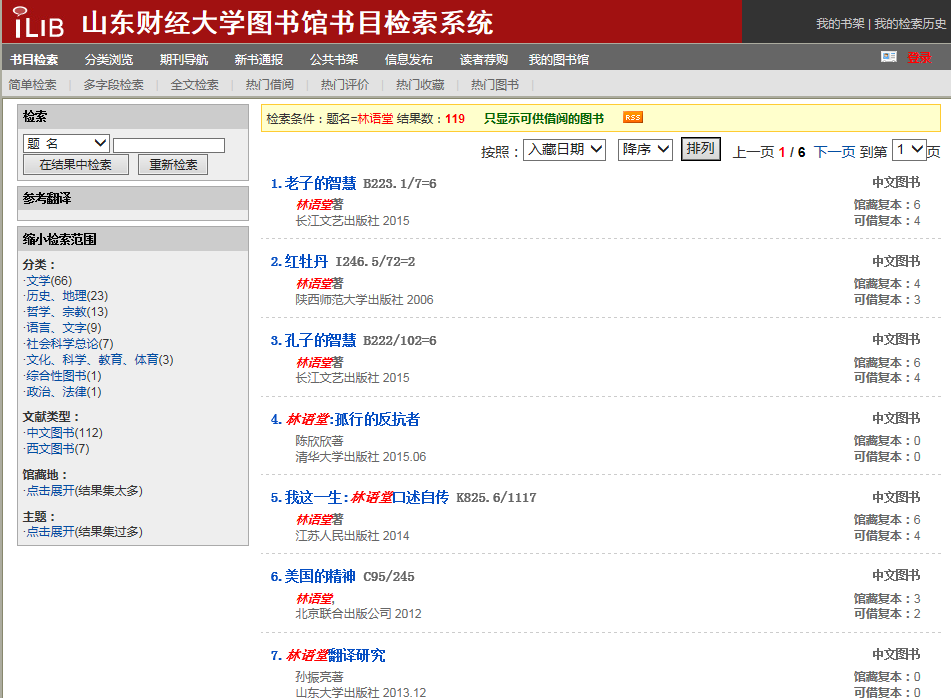 iLIB 山东财经大学图书馆书目检索系统
我的书架 | 我的检索历史
书目检索 分类浏览 期刊导航 新书通报 公共书架 信息发布 读者荐购 我的图书馆 登录
简单检索 | 多字段检索 | 全文检索 | 热门借阅 | 热门评价 | 热门收藏 | 热门图书 |
检索
题 名
在结果中检索 重新检索
参考翻译
缩小检索范围
分类：
·文学(66)
·历史、地理(23)
·哲学、宗教(13)
·语言、文字(9)
·社会科学总论(7)
·文化、科学、教育、体育(3)
·综合性图书(1)
·政治、法律(1)
文献类型：
·中文图书(112)
·西文图书(7)
馆藏地：
·点击展开(结果集太多)
主题：
·点击展开(结果集过多)
检索条件：题名=林语堂 结果数：119 只显示可供借阅的图书 RSS
按照： 入藏日期 降序 排列 上一页 1 / 6 下一页 到第 1 页
1. 老子的智慧 B223.1/7=6 中文图书
林语堂著 馆藏复本：6
长江文艺出版社 2015 可借复本：4
2. 红牡丹 I246.5/72=2 中文图书
林语堂著 馆藏复本：4
陕西师范大学出版社 2006 可借复本：3
3. 孔子的智慧 B222/102=6 中文图书
林语堂著 馆藏复本：6
长江文艺出版社 2015 可借复本：4
4. 林语堂:孤行的反抗者 中文图书
陈欣欣著 馆藏复本：0
清华大学出版社 2015.06 可借复本：0
5. 我这一生:林语堂口述自传 K825.6/1117 中文图书
林语堂著 馆藏复本：6
江苏人民出版社 2014 可借复本：4
6. 美国的精神 C95/245 中文图书
林语堂, 馆藏复本：3
北京联合出版公司 2012 可借复本：2
7. 林语堂翻译研究 中文图书
孙振亮著 馆藏复本：0
山东大学出版社 2013.12 可借复本：0